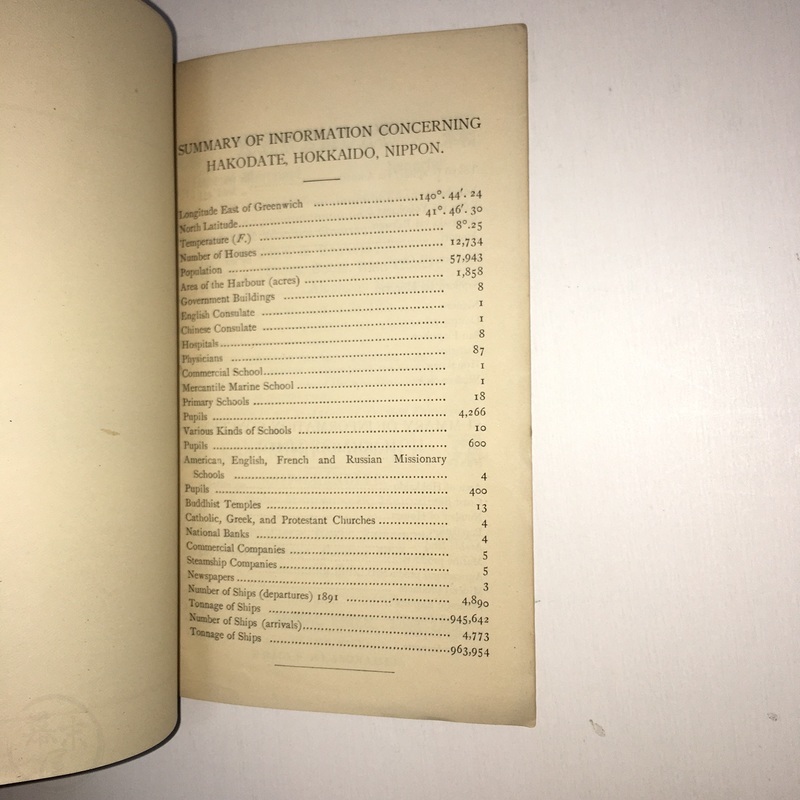 SUMMARY OF INFORMATION CONCERNING
HAKODATE, HOKKAIDO, NIPPON.
Longitude East of Greenwich ........................140°. 44′. 24
North Latitude........................................ 41°. 46′. 30
Temperature (F.) ........................................ 8°.25
Number of Houses ........................................ 12,734
Population ........................................ 57,943
Area of the Harbour (acres) .............................. 1,858
Government Buildings .................................. 8
English Consulate ........................................ 1
Chinese Consulate ........................................ 1
Hospitals........................................ 8
Physicians ........................................ 87
Commercial School........................................ 1
Mercantile Marine School .............................. 1
Primary Schools ........................................ 18
Pupils ........................................ 4,266
Various Kinds of Schools .............................. 10
Pupils ........................................ 600
American, English, French and Russian Missionary
Schools ........................................ 4
Pupils ........................................ 400
Buddhist Temples ........................................ 13
Catholic, Greek, and Protestant Churches ................ 4
National Banks ........................................ 4
Commercial Companies .................................. 5
Steamship Companies.................................. 5
Newspapers........................................ 3
Number of Ships (departures) 1891 ........................ 4,890
Tonnage of Ships ........................................945,642
Number of Ships (arrivals).............................. 4,773
Tonnage of Ships ........................................963,954